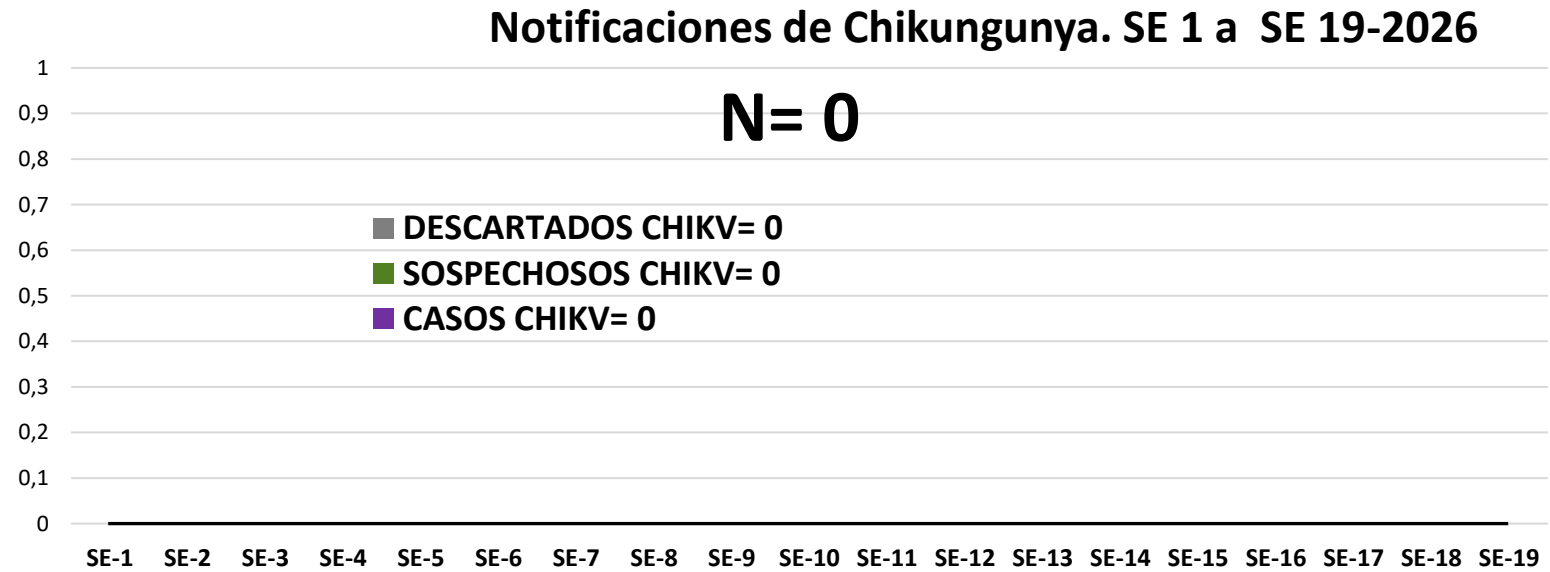 Notificaciones de Chikungunya. SE 1 a  SE 19-2026
N= 0
1
0,9
0,8
0,7
0,6
0,5
0,4
0,3
0,2
0,1
0
DESCARTADOS CHIKV= 0
SOSPECHOSOS CHIKV= 0
CASOS CHIKV= 0
SE-1 SE-2 SE-3 SE-4 SE-5 SE-6 SE-7 SE-8 SE-9 SE-10 SE-11 SE-12 SE-13 SE-14 SE-15 SE-16 SE-17 SE-18 SE-19